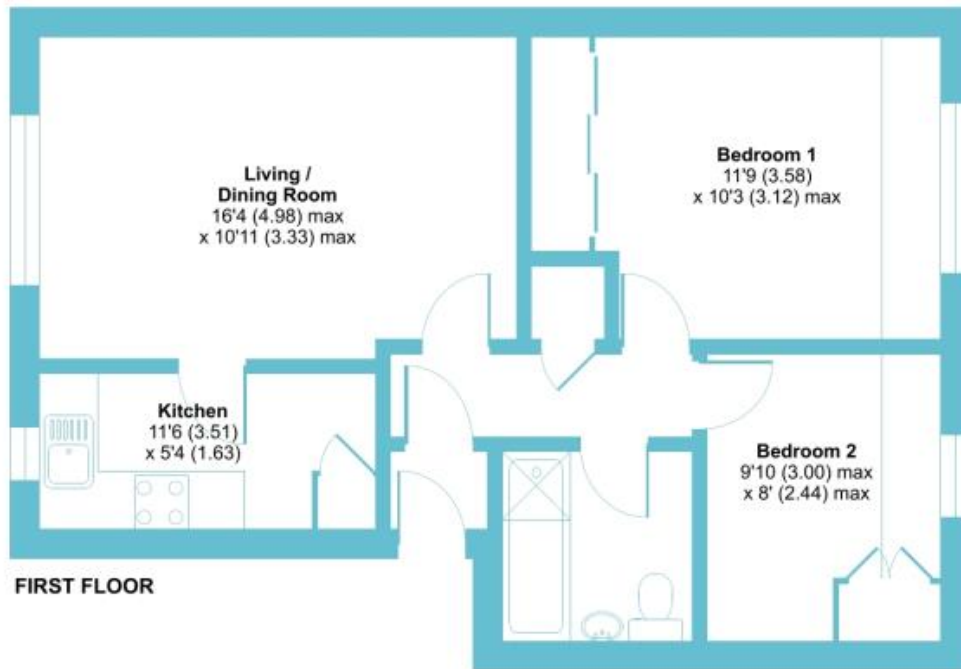 Living /
Dining Room
16'4 (4.98) max
x 10'11 (3.33) max
Bedroom 1
11'9 (3.58)
x 10'3 (3.12) max
Kitchen
11'6 (3.51)
x 5'4 (1.63)
Bedroom 2
9'10 (3.00) max
x 8' (2.44) max
FIRST FLOOR